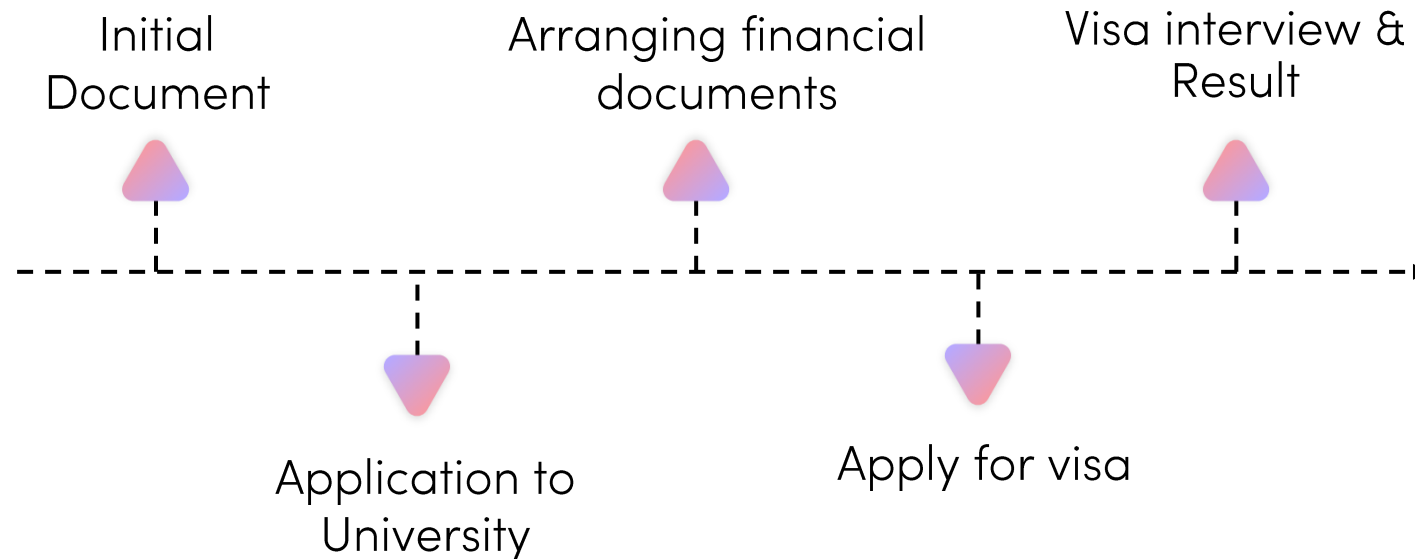 Initial
Document
Application to
University
Arranging financial
documents
Apply for visa
Visa interview &
Result